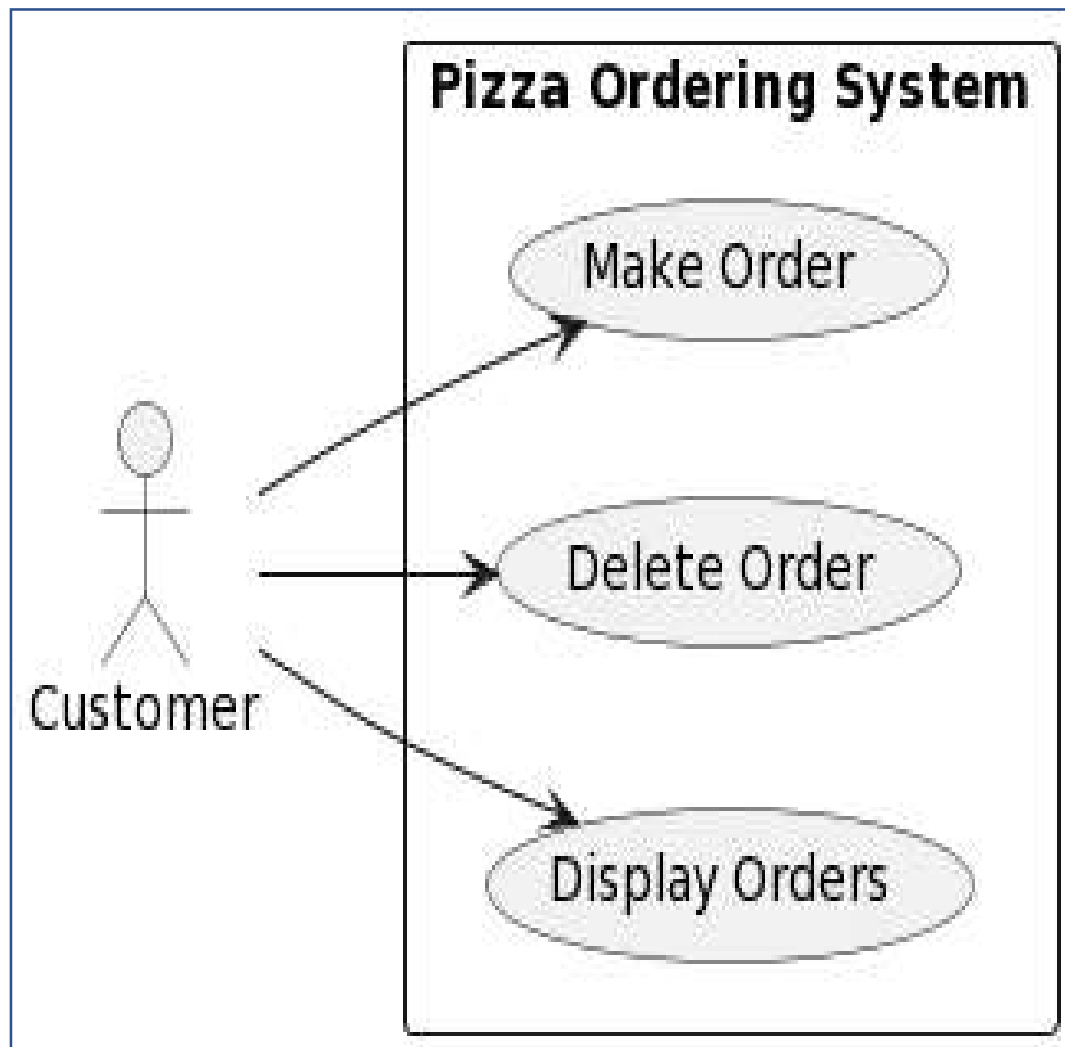 Pizza Ordering System
Make Order
Delete Order
Customer
Display Orders